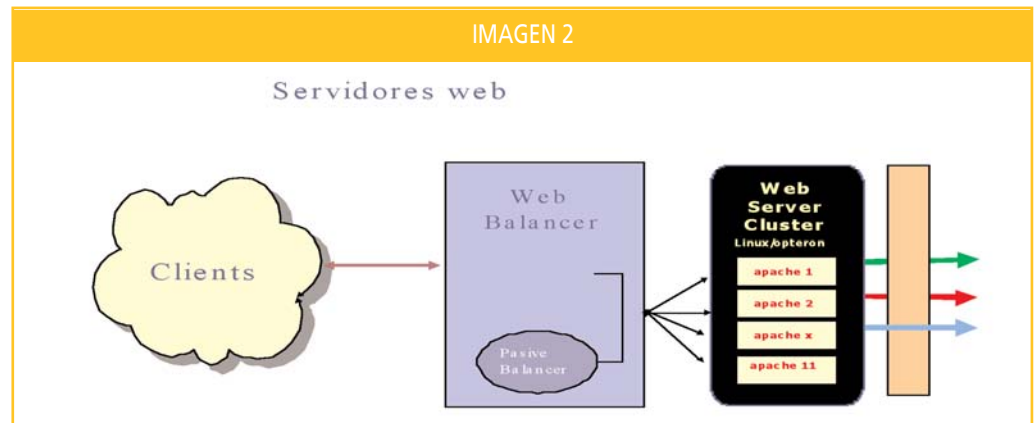 IMAGEN 2
Servidores web
Clients
Web
Balancer
Pasive
Balancer
Web
Server
Cluster
Linux/opteron
apache 1
apache 2
apache x
apache 11